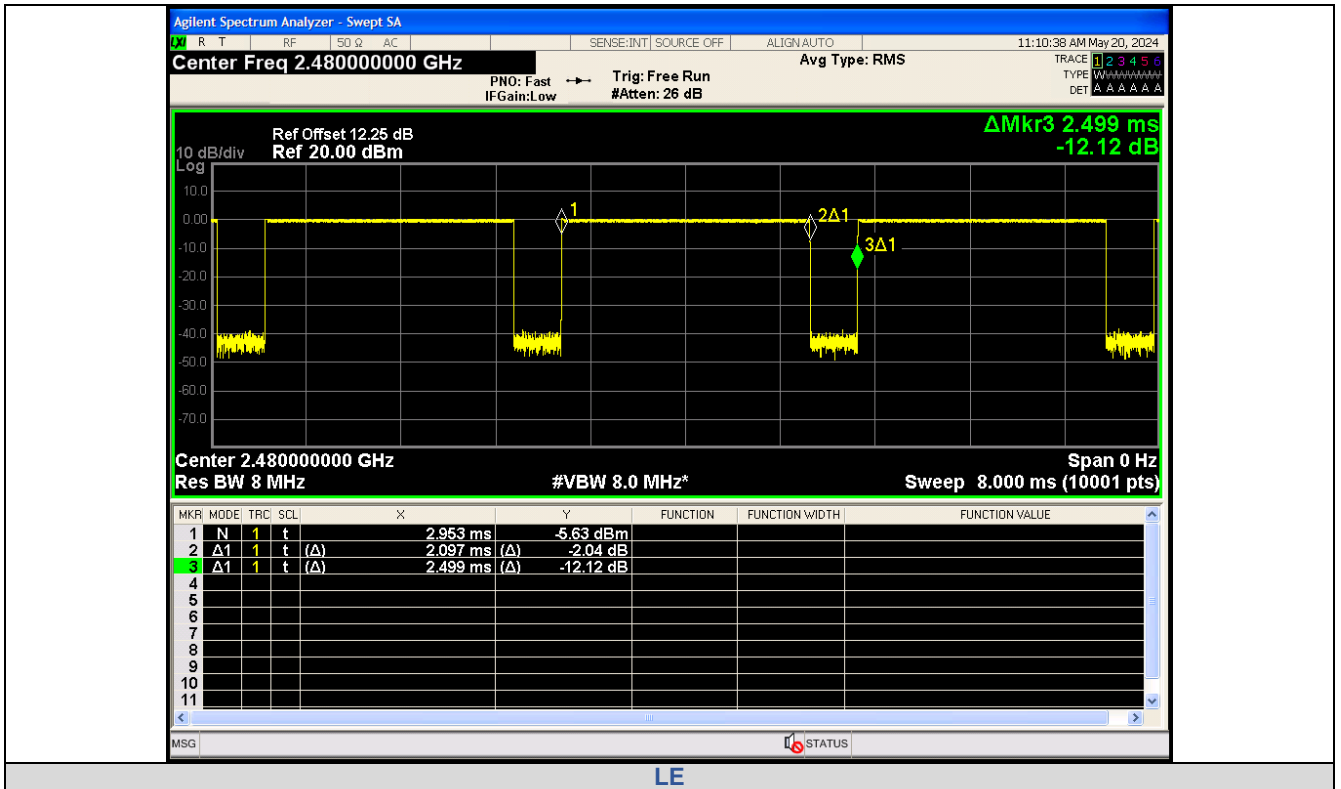 Agilent Spectrum Analyzer - Swept SA
LXI R T RF 50 Ω AC SENSE:INT SOURCE OFF ALIGN AUTO 11:10:38 AM May 20, 2024
Center Freq 2.480000000 GHz Avg Type: RMS TRACE 1 2 3 4 5 6
PNO: Fast Trig: Free Run TYPE WWWWWW
IFGain:Low #Atten: 26 dB DET A A A A A A
ΔMkr3 2.499 ms
Ref Offset 12.25 dB
10 dB/div Ref 20.00 dBm -12.12 dB
Log
10.0
0.00
-10.0
-20.0
-30.0
-40.0
-50.0
-60.0
-70.0
1
2Δ1
3Δ1
Center 2.480000000 GHz Span 0 Hz
Res BW 8 MHz #VBW 8.0 MHz* Sweep 8.000 ms (10001 pts)
MKR MODE TRC SCL X Y FUNCTION FUNCTION WIDTH FUNCTION VALUE
1 N 1 t 2.953 ms -5.63 dBm
2 Δ1 1 t (Δ) 2.097 ms (Δ) -2.04 dB
3 Δ1 1 t (Δ) 2.499 ms (Δ) -12.12 dB
4
5
6
7
8
9
10
11
MSG STATUS
LE